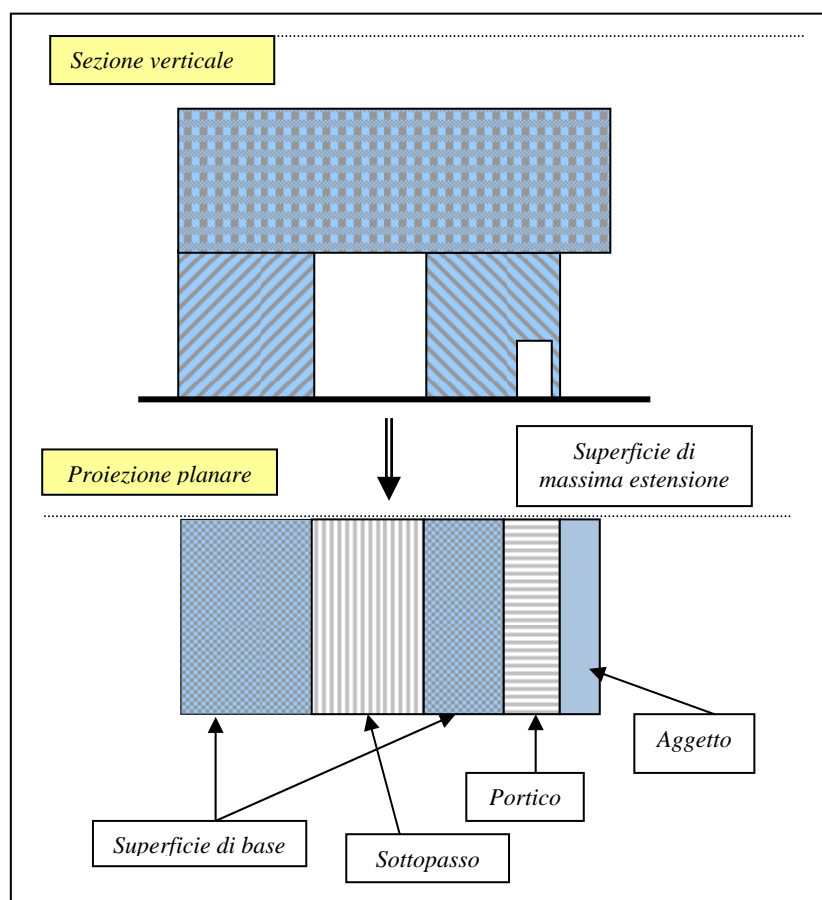 Sezione verticale
Superficie di
massima estensione
Proiezione planare
Aggetto
Portico
Superficie di base
Sottopasso